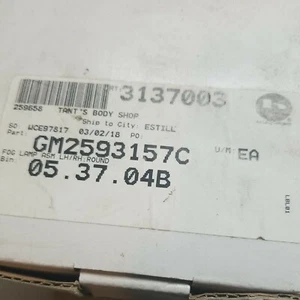 3137003
259658 TANT'S BODY SHOP
Ship to City: ESTILL
SO: WCE97817 03/02/18 PO:
Part: GM2593157C U/M: EA
FOG LAMP ASM LH/RH ROUND
Bin: 05.37.04B